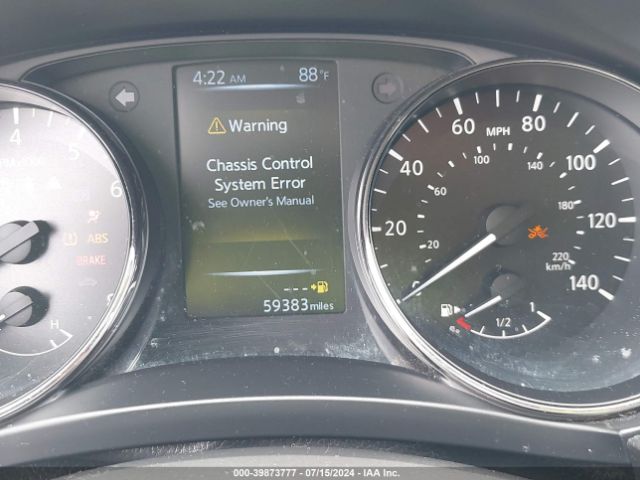 4:22 AM 88°F
Warning
Chassis Control
System Error
See Owner's Manual
---
59383 miles
4 5 6
ABS
BRAKE
H
0 20 40 60 80 100 120 140
MPH
20 60 100 140 180 220
km/h
1/2 1
000-39873777 - 07/15/2024 - IAA Inc.